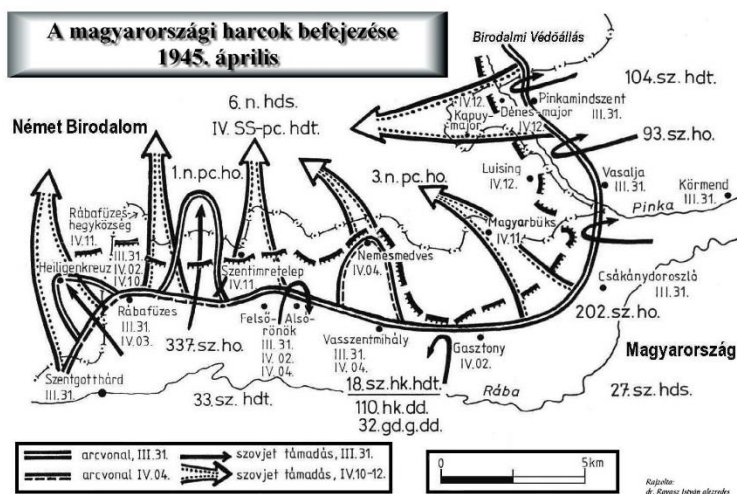 A magyarországi harcok befejezése
1945. április
Birodalmi Védőállás
104.sz. hdt.
6. n. hds.
IV. SS-pc. hdt.
IV.12.
Kapuy-
major
Dénes-major
IV.12.
Pinkamindszent
III.31.
93.sz.ho.
Német Birodalom
1.n.pc.ho.
3.n.pc.ho.
Luising
IV.12.
Vasalja
III.31.
Körmend
III.31.
Pinka
Rábafüzes-
hegyközség
IV.11.
III.31.
IV.02.
IV.10.
Magyarbüks
IV.11.
Nemesmedves
IV.04.
Heiligenkreuz
Szentimretelep
IV.11.
Csákánydoroszló
III.31.
Rábafüzes
III.31.
IV.03.
337.sz.ho.
Felső-
Alsó-
rönök
III.31.
IV.02.
IV.04.
Vasszentmihály
III.31.
IV.04.
Gasztony
IV.02.
202.sz.ho.
Magyarország
Szentgotthárd
III.31.
33.sz. hdt.
18.sz.hk.hdt.
110.hk.dd.
32.gd.g.dd.
Rába
27.sz. hds.
arcvonal, III.31.
szovjet támadás, III.31.
arcvonal IV.04.
szovjet támadás, IV.10-12.
0
5km
Rajzolta:
dr. Ravasz István alezredes